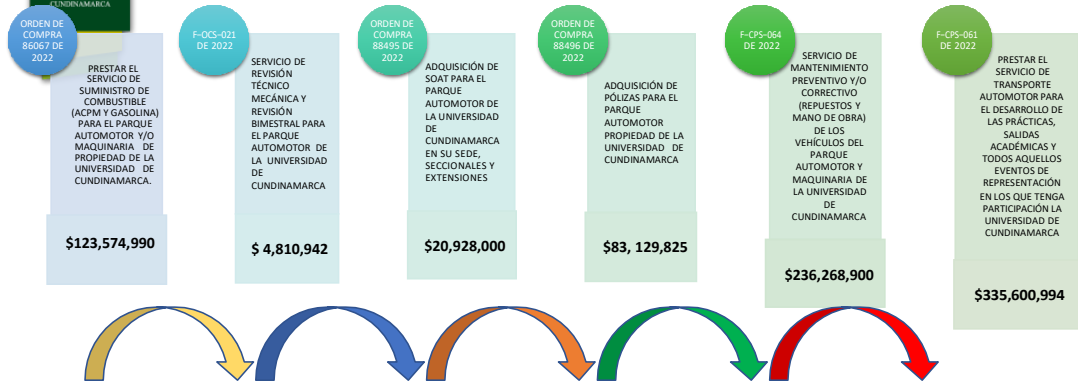 CUNDINAMARCA
ORDEN DE
COMPRA
86067 DE
2022
PRESTAR EL
SERVICIO DE
SUMINISTRO DE
COMBUSTIBLE
(ACPM Y GASOLINA)
PARA EL PARQUE
AUTOMOTOR Y/O
MAQUINARIA DE
PROPIEDAD DE LA
UNIVERSIDAD DE
CUNDINAMARCA.
$123,574,990
F-OCS-021
DE 2022
SERVICIO DE
REVISIÓN
TÉCNICO
MECÁNICA Y
REVISIÓN
BIMESTRAL PARA
EL PARQUE
AUTOMOTOR DE
LA UNIVERSIDAD
DE
CUNDINAMARCA
$ 4,810,942
ORDEN DE
COMPRA
88495 DE
2022
ADQUISICIÓN DE
SOAT PARA EL
PARQUE
AUTOMOTOR DE
LA UNIVERSIDAD
DE
CUNDINAMARCA
EN SU SEDE,
SECCIONALES Y
EXTENSIONES
$20,928,000
ORDEN DE
COMPRA
88496 DE
2022
ADQUISICIÓN DE
PÓLIZAS PARA EL
PARQUE
AUTOMOTOR
PROPIEDAD DE LA
UNIVERSIDAD DE
CUNDINAMARCA
$83, 129,825
F-CPS-064
DE 2022
SERVICIO DE
MANTENIMIENTO
PREVENTIVO Y/O
CORRECTIVO
(REPUESTOS Y
MANO DE OBRA)
DE LOS
VEHÍCULOS DEL
PARQUE
AUTOMOTOR Y
MAQUINARIA DE
LA UNIVERSIDAD
DE
CUNDINAMARCA
$236,268,900
F-CPS-061
DE 2022
PRESTAR EL
SERVICIO DE
TRANSPORTE
AUTOMOTOR PARA
EL DESARROLLO DE
LAS PRÁCTICAS,
SALIDAS
ACADÉMICAS Y
TODOS AQUELLOS
EVENTOS DE
REPRESENTACIÓN
EN LOS QUE TENGA
PARTICIPACIÓN LA
UNIVERSIDAD DE
CUNDINAMARCA
$335,600,994